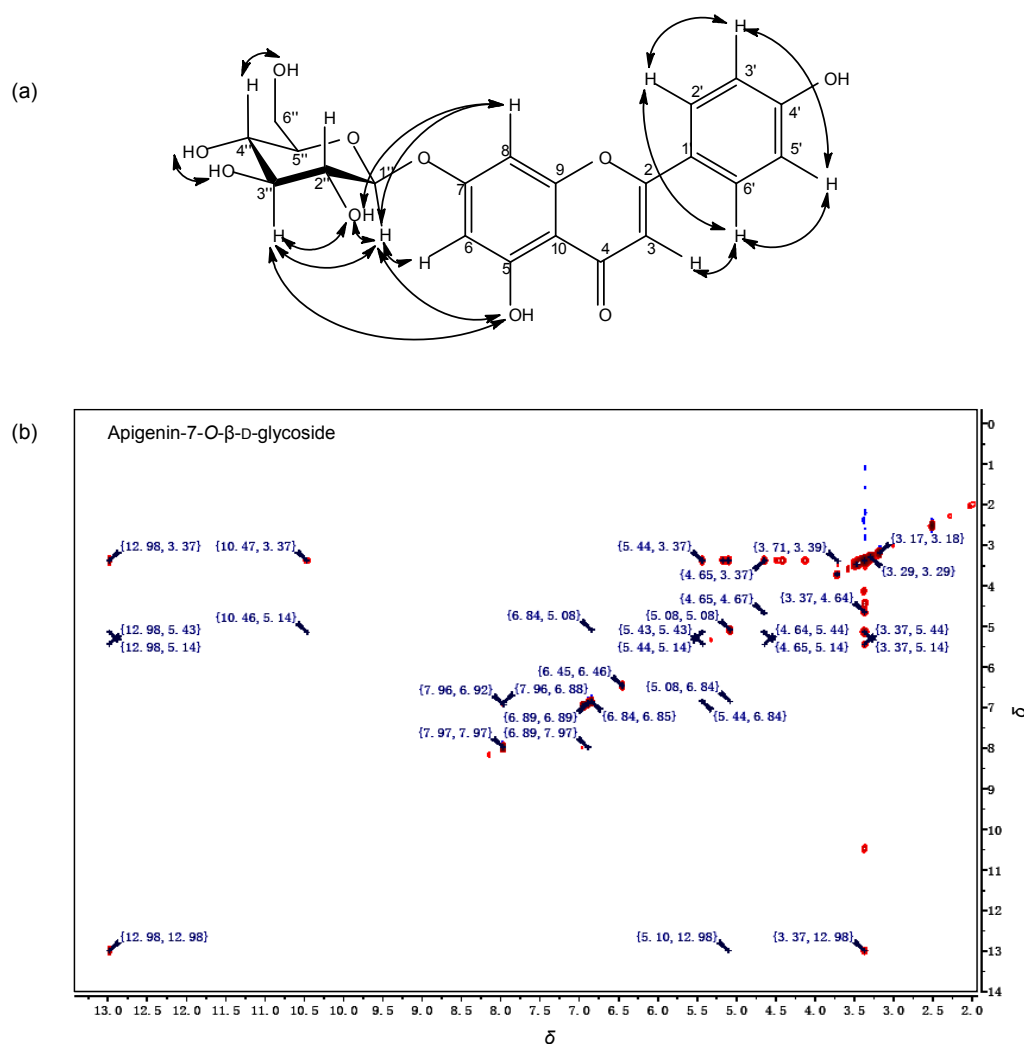 (a)
H
H
3'
OH
H
2'
4'
OH
H
6''
H
H
1'
5'
HO
4''
5''
O
O
8
9
O
2
6'
H
HO
3''
2''
1''
7
OH
H
H
H
6
10
4
3
H
H
5
OH
O
(b)
Apigenin-7-O-β-D-glycoside
{12.98, 3.37} {10.47, 3.37} {5.44, 3.37} {3.71, 3.39} {3.17, 3.18}
{4.65, 3.37} {3.29, 3.29}
{4.65, 4.67} {3.37, 4.64}
{10.46, 5.14} {6.84, 5.08} {5.08, 5.08}
{12.98, 5.43} {5.43, 5.43} {4.64, 5.44} {3.37, 5.44}
{12.98, 5.14} {5.44, 5.14} {4.65, 5.14} {3.37, 5.14}
{6.45, 6.46}
{7.96, 6.92} {7.96, 6.88} {5.08, 6.84}
{6.89, 6.89} {6.84, 6.85} {5.44, 6.84}
{7.97, 7.97} {6.89, 7.97}
{12.98, 12.98} {5.10, 12.98} {3.37, 12.98}
0
1
2
3
4
5
6
7
δ
8
9
10
11
12
13
14
13.0 12.5 12.0 11.5 11.0 10.5 10.0 9.5 9.0 8.5 8.0 7.5 7.0 6.5 6.0 5.5 5.0 4.5 4.0 3.5 3.0 2.5 2.0
δ